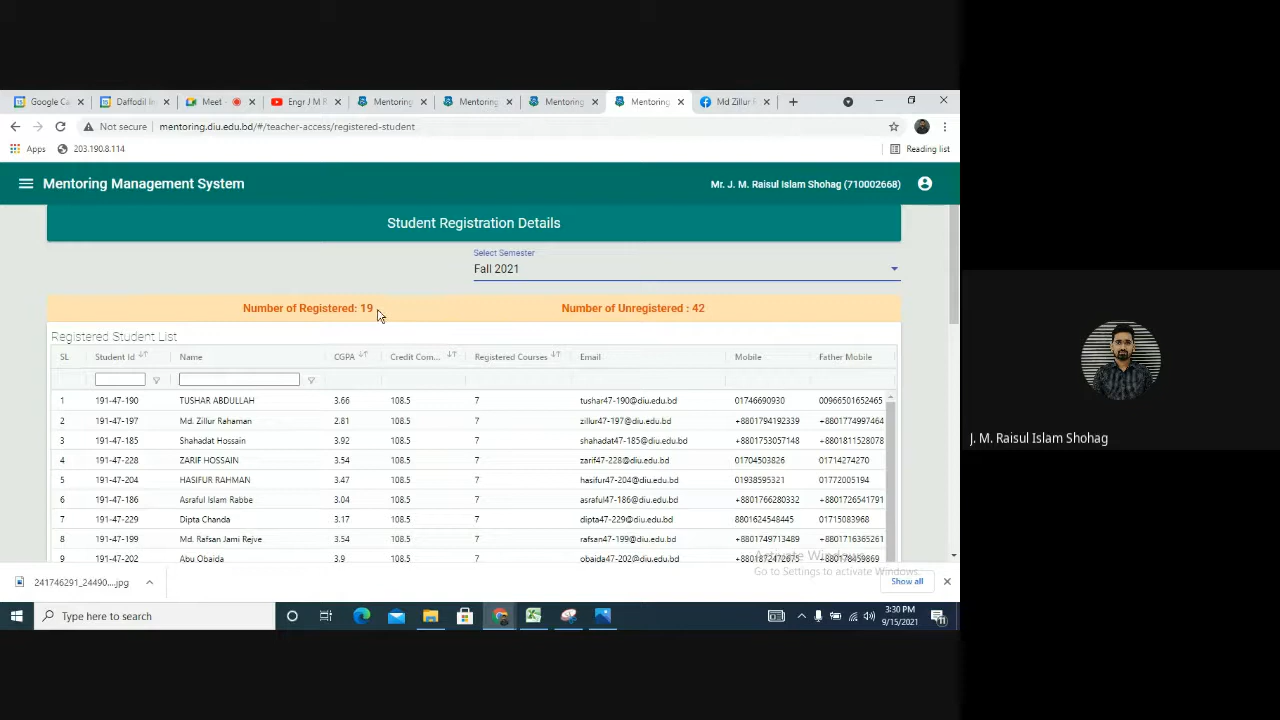 Google Ca
Daffodil In
Meet -
Engr J M R
Mentoring
Mentoring
Mentoring
Mentoring
Md Zillur
Not secure | mentoring.diu.edu.bd/#/teacher-access/registered-student
Apps 203.190.8.114 Reading list
Mentoring Management System Mr. J. M. Raisul Islam Shohag (710002668)
Student Registration Details
Select Semester
Fall 2021
Number of Registered: 19 Number of Unregistered : 42
Registered Student List
SL Student Id Name CGPA Credit Com... Registered Courses Email Mobile Father Mobile
1 191-47-190 TUSHAR ABDULLAH 3.66 108.5 7 tushar47-190@diu.edu.bd 01746690930 00966501652465
2 191-47-197 Md. Zillur Rahaman 2.81 108.5 7 zillur47-197@diu.edu.bd +8801794192339 +8801774997464
3 191-47-185 Shahadat Hossain 3.92 108.5 7 shahadat47-185@diu.edu.bd +8801753057148 +8801811528078
4 191-47-228 ZARIF HOSSAIN 3.54 108.5 7 zarif47-228@diu.edu.bd 01704503826 01714274270
5 191-47-204 HASIFUR RAHMAN 3.47 108.5 7 hasifur47-204@diu.edu.bd 01938595321 01772005194
6 191-47-186 Asraful Islam Rabbe 3.04 108.5 7 asraful47-186@diu.edu.bd +8801766280332 +8801726541791
7 191-47-229 Dipta Chanda 3.17 108.5 7 dipta47-229@diu.edu.bd 8801624548445 01715083968
8 191-47-199 Md. Rafsan Jami Rejve 3.54 108.5 7 rafsan47-199@diu.edu.bd +8801749713489 +8801716365261
9 191-47-202 Abu Obaida 3.9 108.5 7 obaida47-202@diu.edu.bd +8801872472675 +880178459869
Activate Windows
Go to Settings to activate Windows.
241746291_24490....jpg Show all
Type here to search
3:30 PM
9/15/2021
J. M. Raisul Islam Shohag